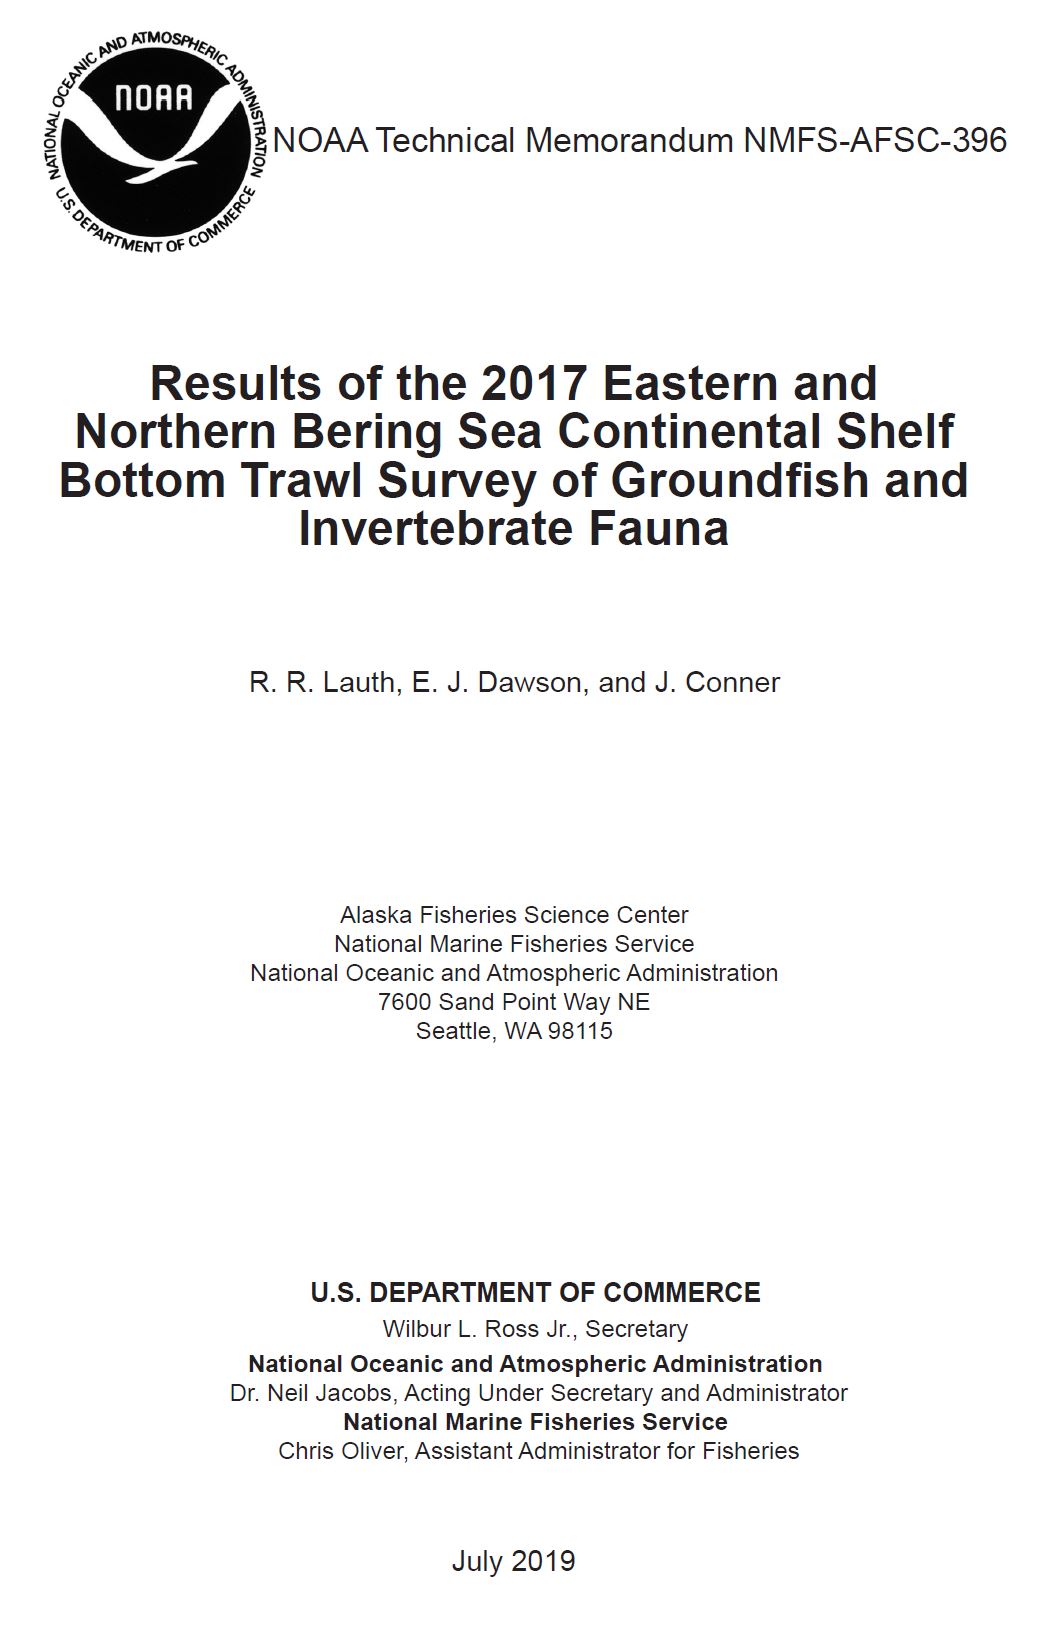 NATIONAL OCEANIC AND ATMOSPHERIC ADMINISTRATION
U.S. DEPARTMENT OF COMMERCE
NOAA
NOAA Technical Memorandum NMFS-AFSC-396
Results of the 2017 Eastern and
Northern Bering Sea Continental Shelf
Bottom Trawl Survey of Groundfish and
Invertebrate Fauna
R. R. Lauth, E. J. Dawson, and J. Conner
Alaska Fisheries Science Center
National Marine Fisheries Service
National Oceanic and Atmospheric Administration
7600 Sand Point Way NE
Seattle, WA 98115
U.S. DEPARTMENT OF COMMERCE
Wilbur L. Ross Jr., Secretary
National Oceanic and Atmospheric Administration
Dr. Neil Jacobs, Acting Under Secretary and Administrator
National Marine Fisheries Service
Chris Oliver, Assistant Administrator for Fisheries
July 2019